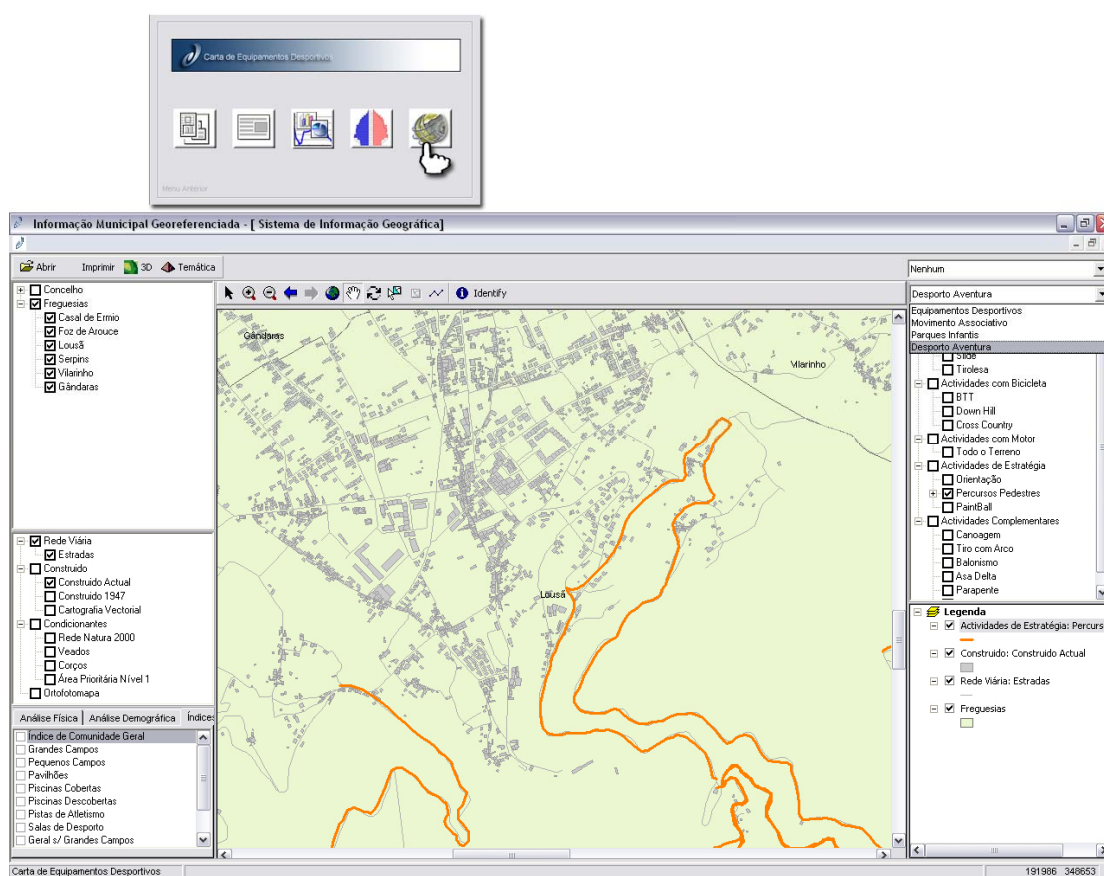 Carta de Equipamentos Desportivos
Menu Anterior
Informação Municipal Georeferenciada - [ Sistema de Informação Geográfica]
Abrir Imprimir 3D Temática
Nenhum
Concelho
Freguesias
Casal de Ermio
Foz de Arouce
Lousã
Serpins
Vilarinho
Gândaras
Identify
Desporto Aventura
Equipamentos Desportivos
Movimento Associativo
Parques Infantis
Desporto Aventura
Slide
Tirolesa
Actividades com Bicicleta
BTT
Down Hill
Cross Country
Actividades com Motor
Todo o Terreno
Actividades de Estratégia
Orientação
Percursos Pedestres
PaintBall
Actividades Complementares
Canoagem
Tiro com Arco
Balonismo
Asa Delta
Parapente
Gândaras
Vilarinho
Lousã
Rede Viária
Estradas
Construido
Construido Actual
Construido 1947
Cartografia Vectorial
Condicionantes
Rede Natura 2000
Veados
Corços
Área Prioritária Nível 1
Ortofotomapa
Legenda
Actividades de Estratégia: Percurs
Construido: Construido Actual
Rede Viária: Estradas
Freguesias
Análise Física Análise Demográfica Índices
Índice de Comunidade Geral
Grandes Campos
Pequenos Campos
Pavilhões
Piscinas Cobertas
Piscinas Descobertas
Pistas de Atletismo
Salas de Desporto
Geral s/ Grandes Campos
Carta de Equipamentos Desportivos
191986 348653